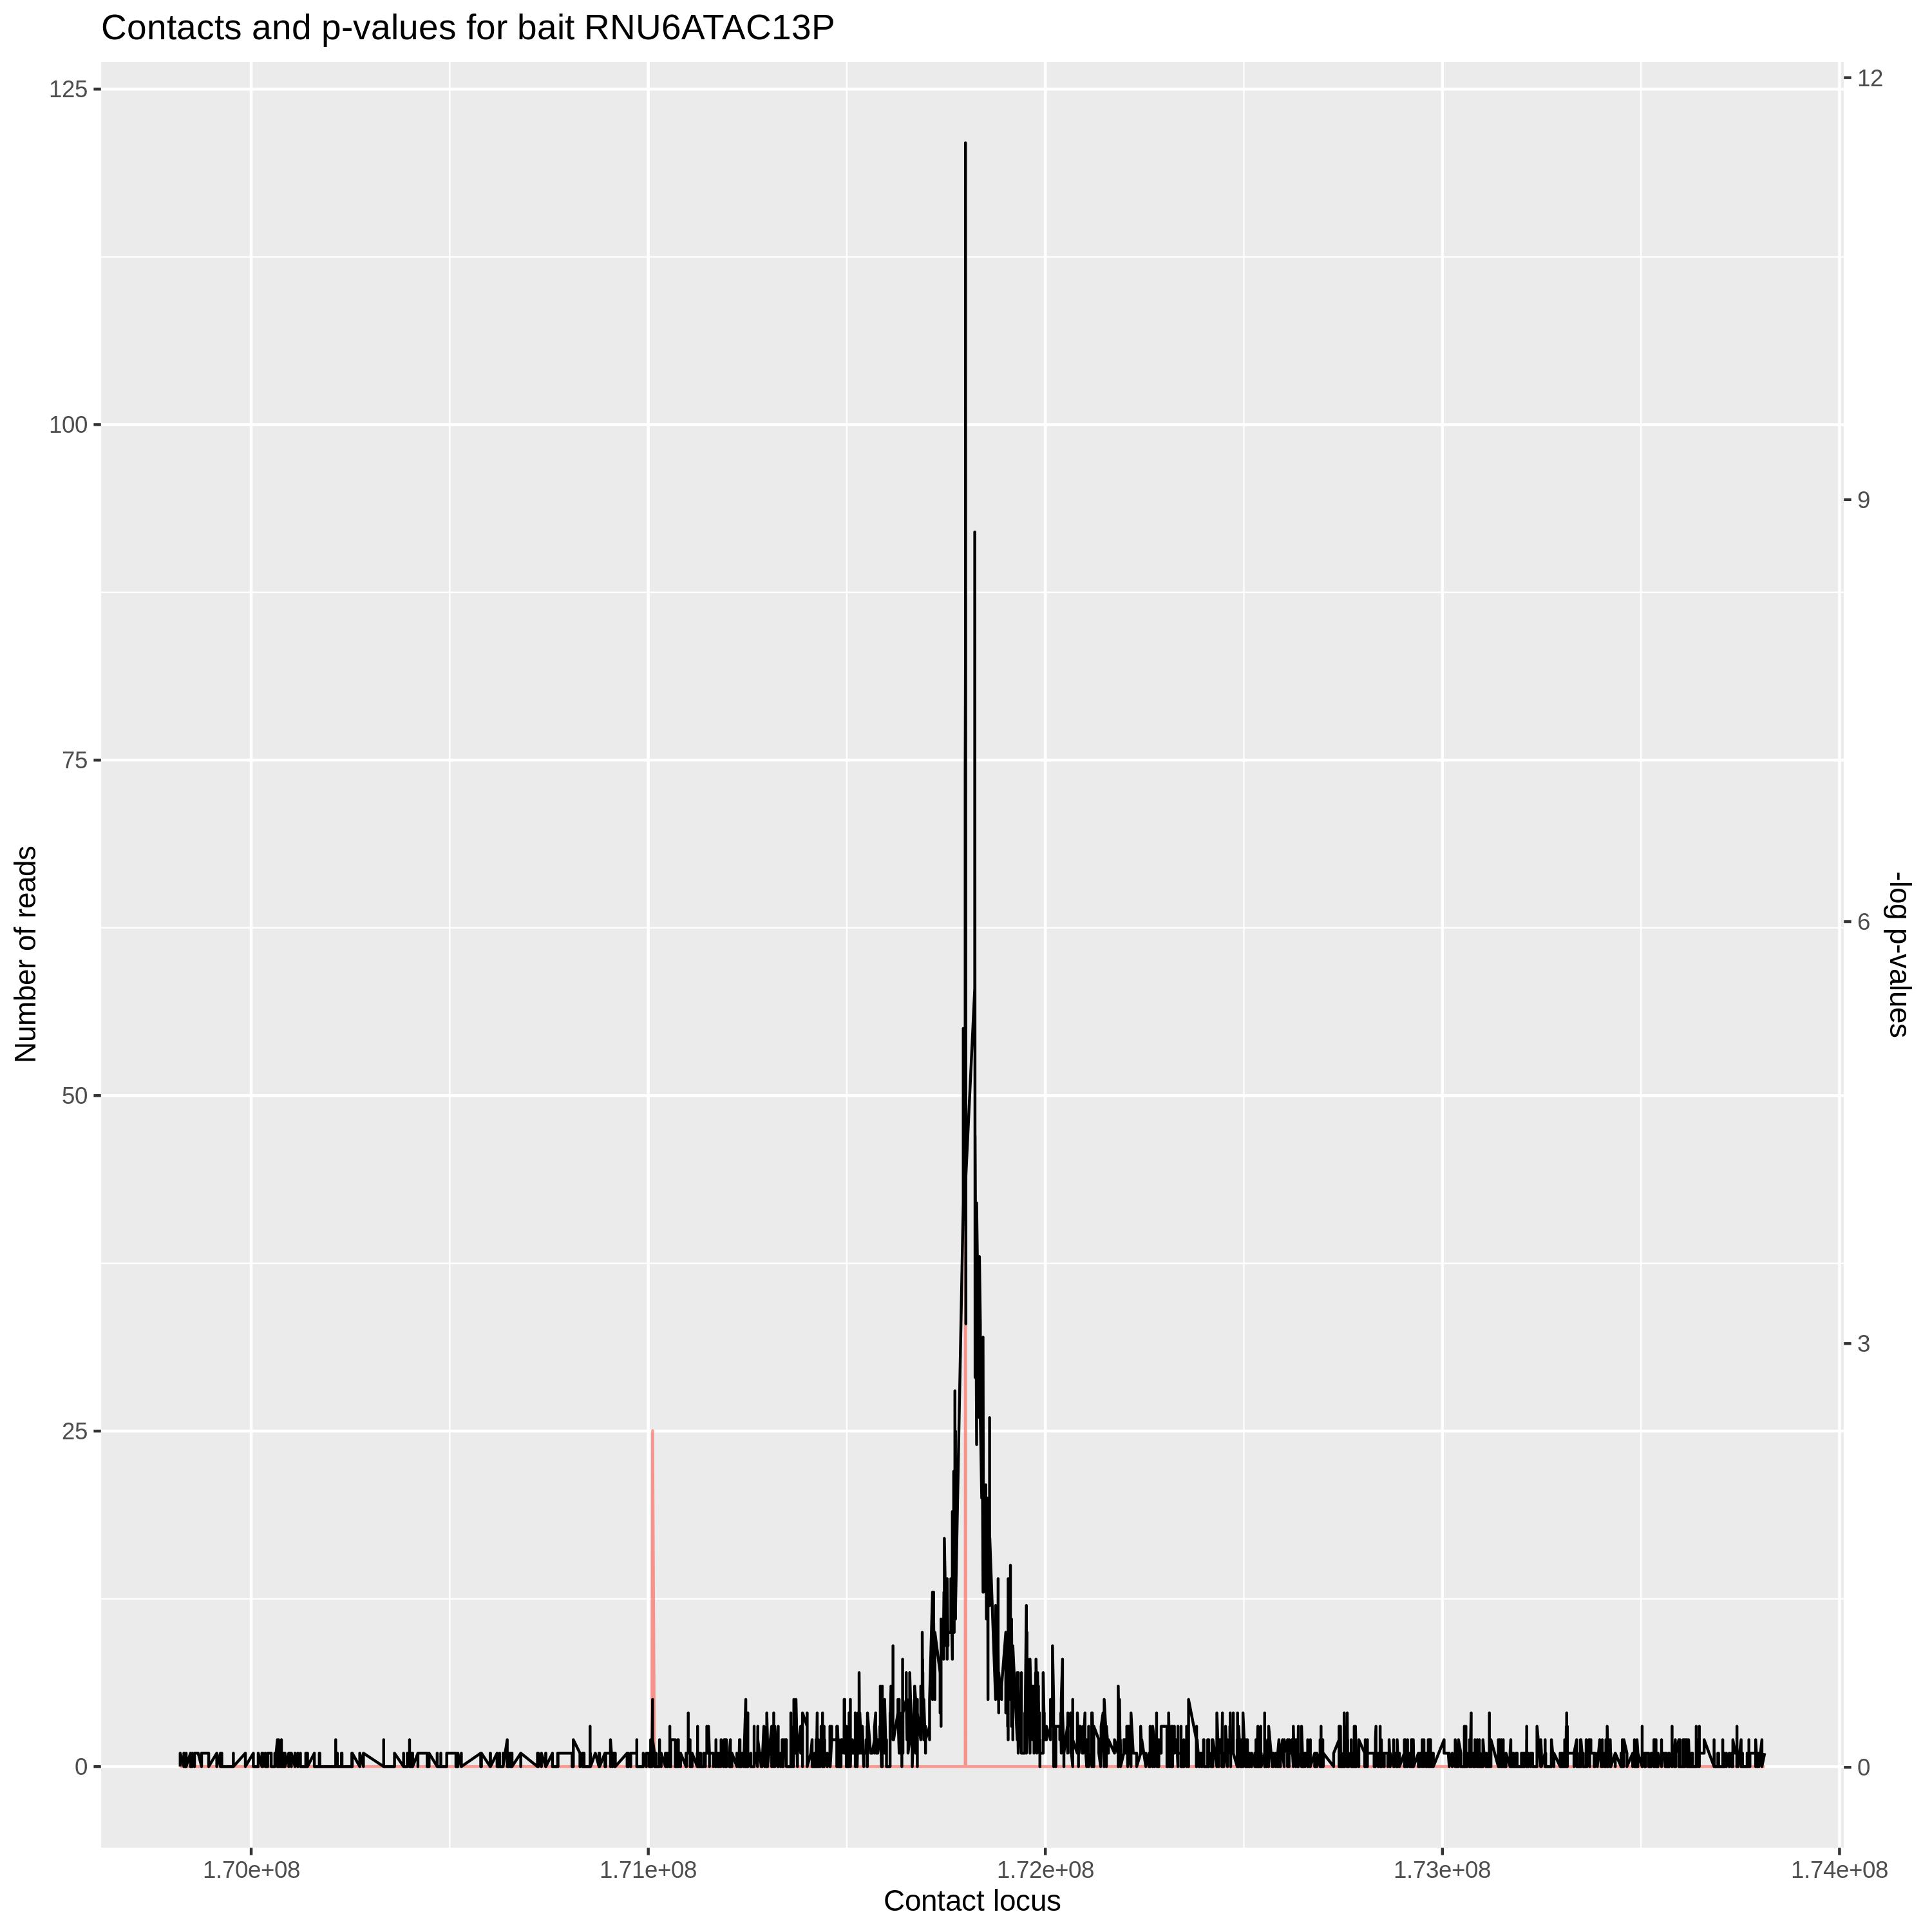 Contacts and p-values for bait RNU6ATAC13P
125
100
75
50
25
0
Number of reads
12
9
6
3
0
-log p-values
1.70e+08
1.71e+08
1.72e+08
1.73e+08
1.74e+08
Contact locus